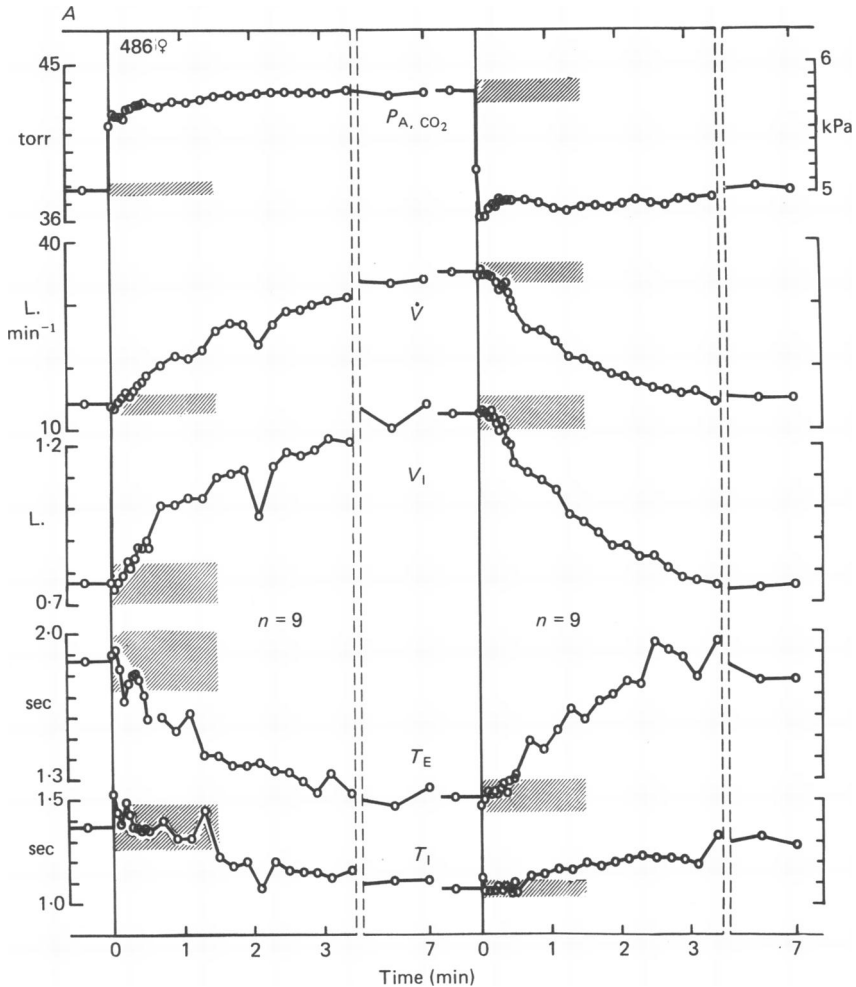 A
486♀
45
torr
36
P_A, CO₂
6
kPa
5
40
L.
min⁻¹
10
V̇
1·2
L.
0·7
V_I
n = 9
n = 9
2·0
sec
1·3
T_E
1·5
sec
1·0
T_I
0 1 2 3 7 0 1 2 3 7
Time (min)